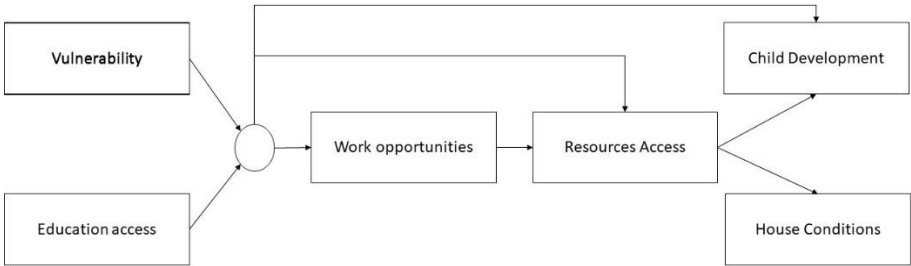 Vulnerability
Child Development
Work opportunities
Resources Access
Education access
House Conditions